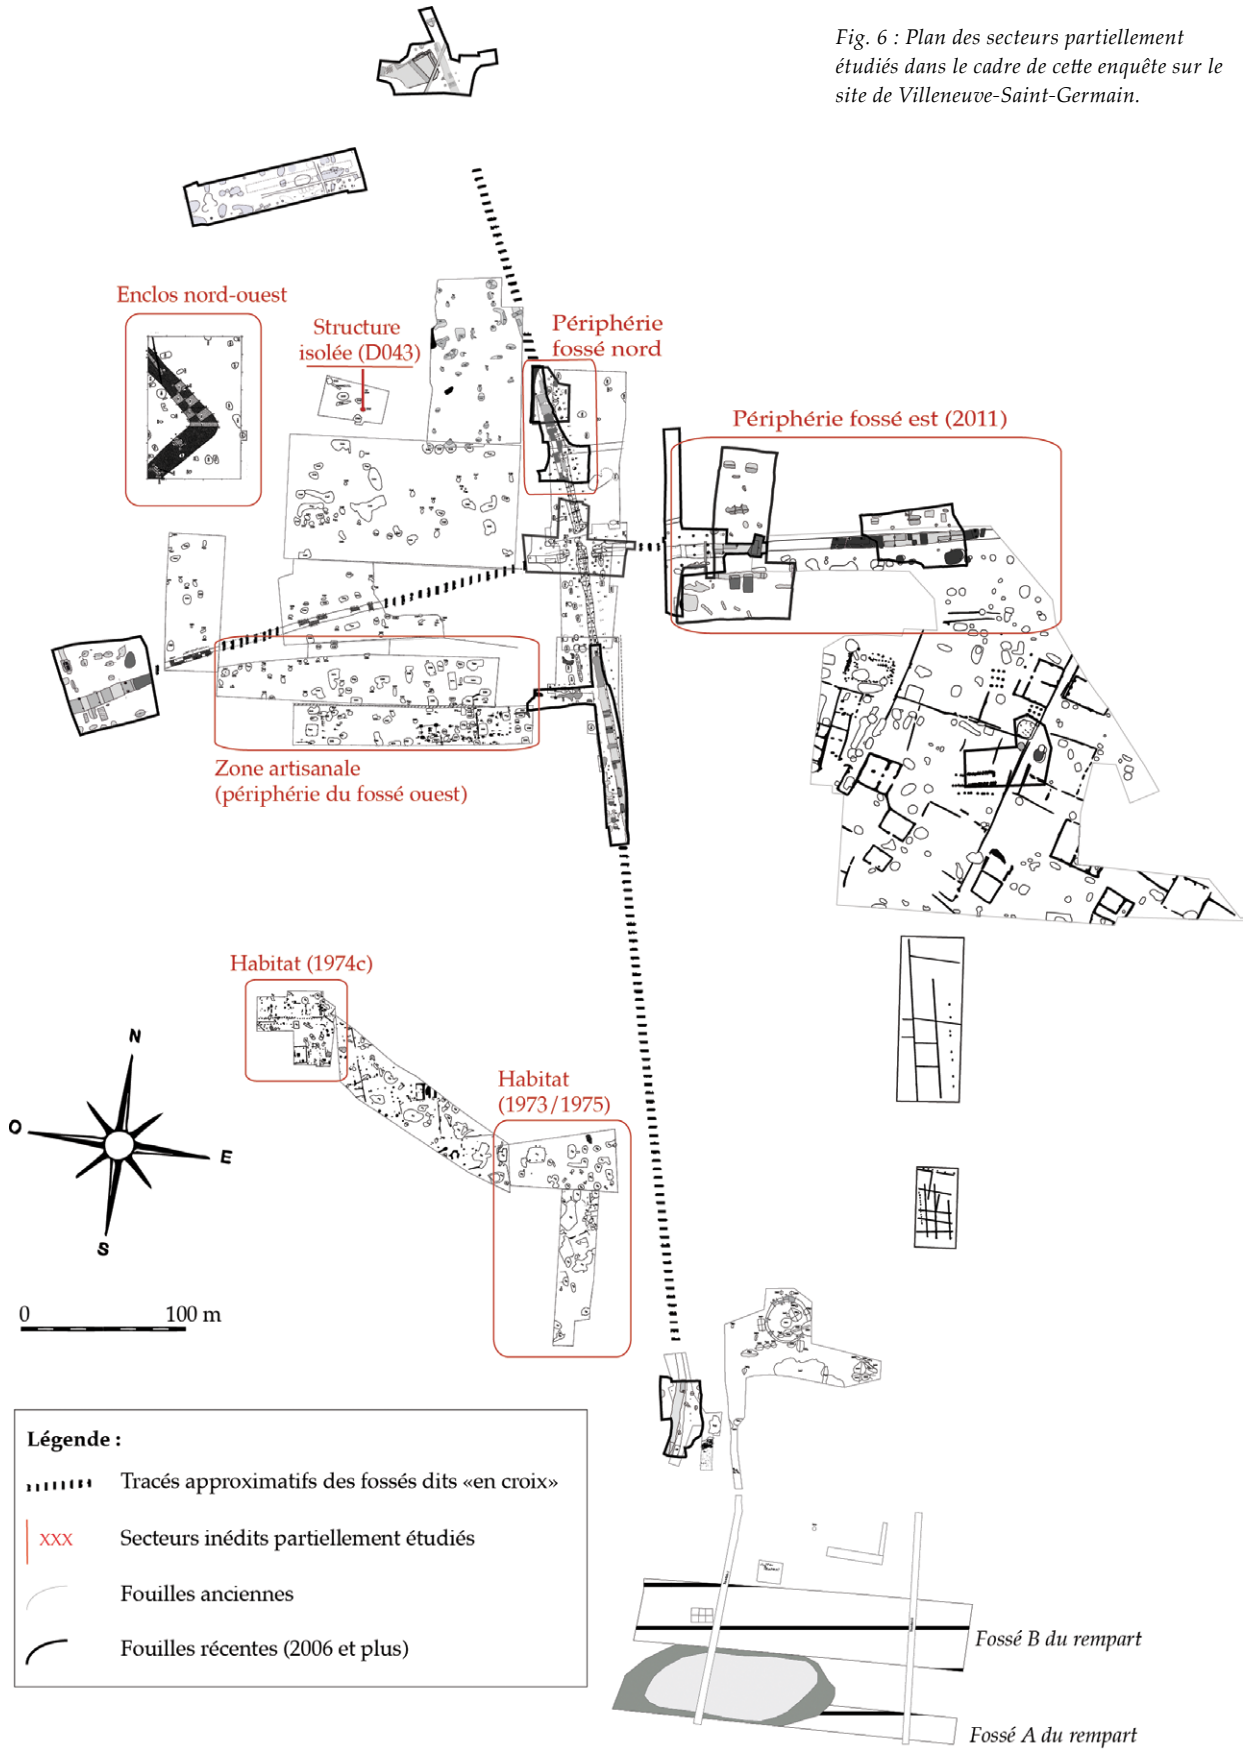 Fig. 6 : Plan des secteurs partiellement
étudiés dans le cadre de cette enquête sur le
site de Villeneuve-Saint-Germain.
Enclos nord-ouest
Structure
isolée (D043)
Périphérie
fossé nord
Périphérie fossé est (2011)
Zone artisanale
(périphérie du fossé ouest)
Habitat (1974c)
Habitat
(1973/1975)
N
O
E
S
0 100 m
Légende :
Tracés approximatifs des fossés dits «en croix»
XXX Secteurs inédits partiellement étudiés
Fouilles anciennes
Fouilles récentes (2006 et plus)
Fossé B du rempart
Fossé A du rempart